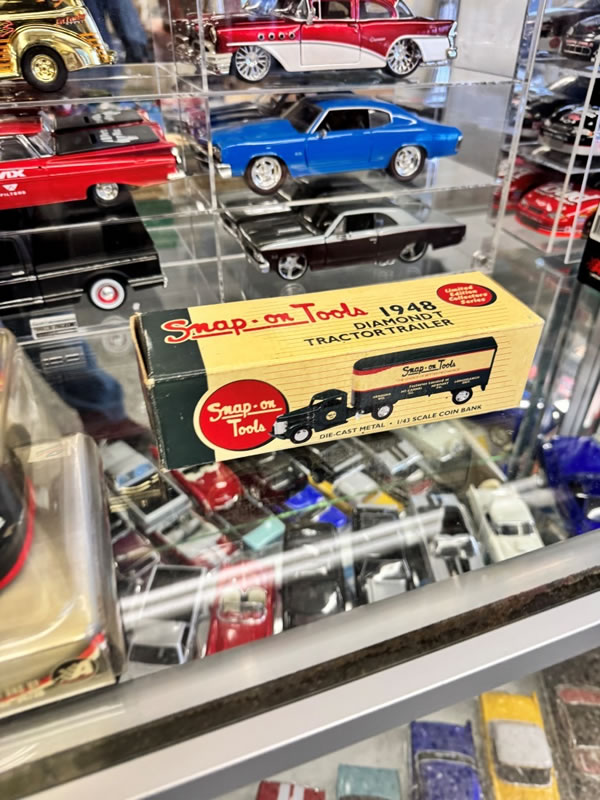 Snap-on Tools 1948
DIAMOND T
TRACTOR TRAILER
Limited
Edition
Collectors
Series
Snap-on Tools
Snap-on
Tools
DIE-CAST METAL • 1/43 SCALE COIN BANK